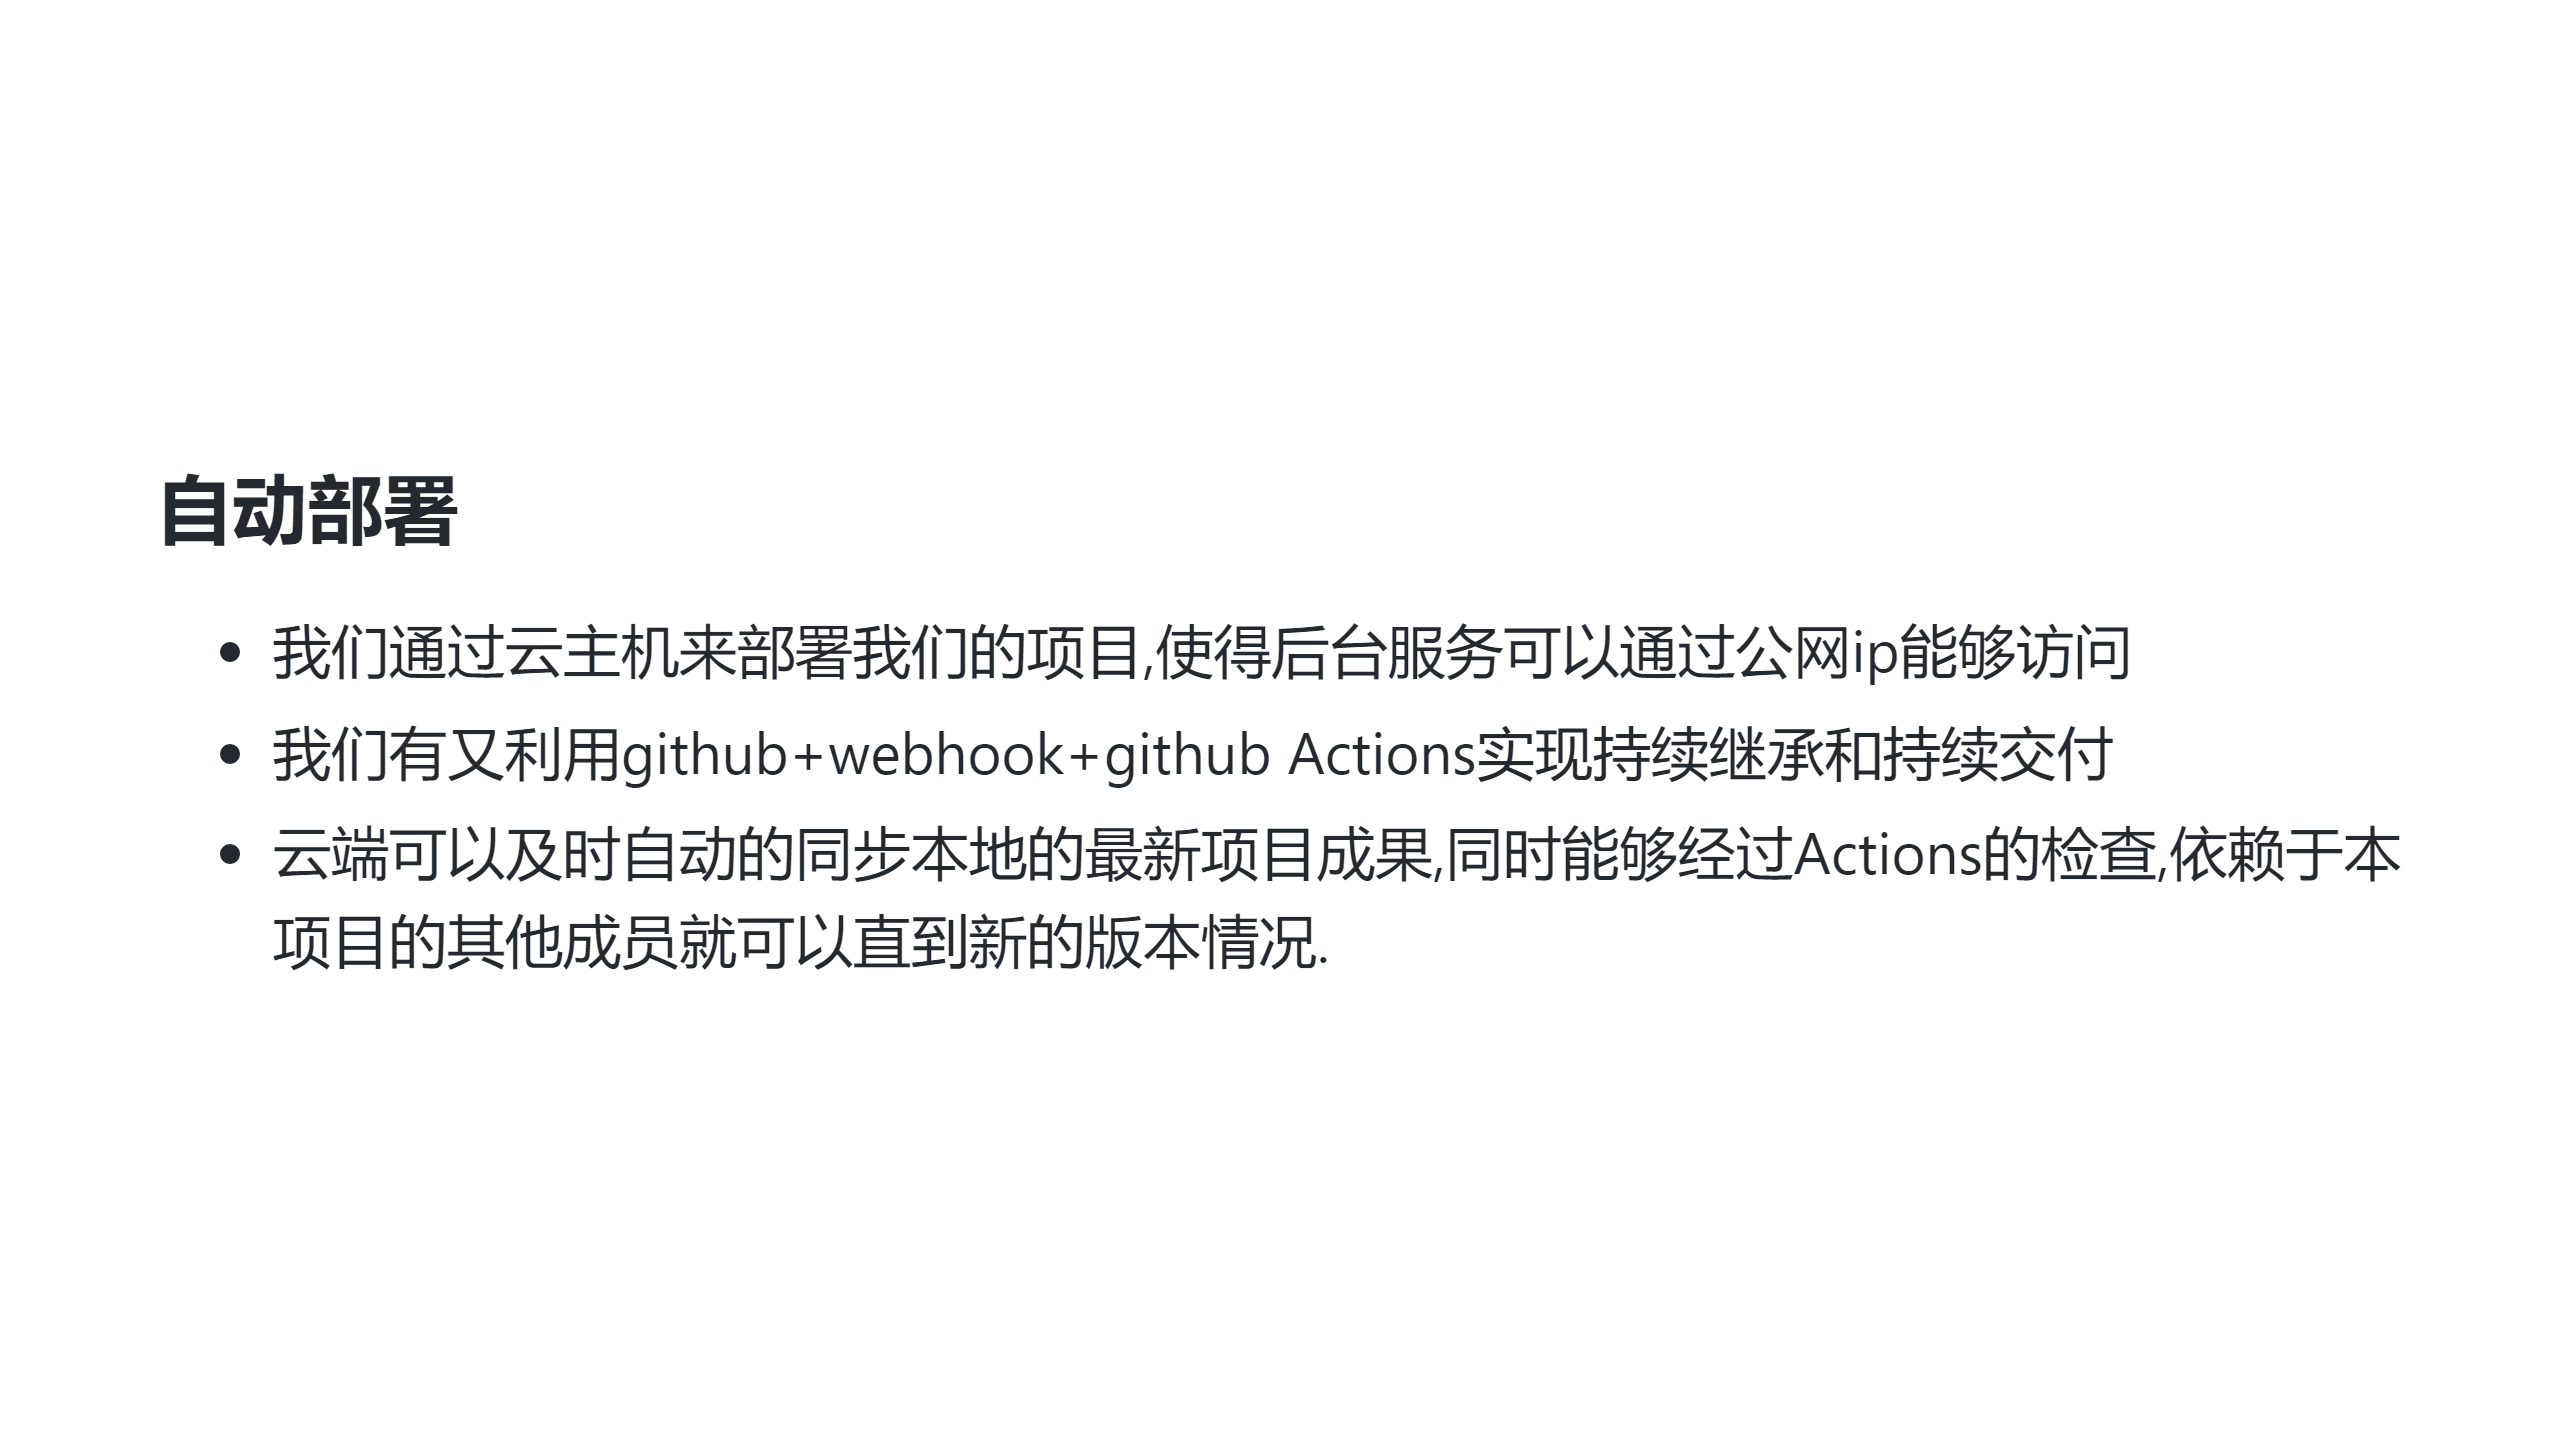 自动部署
我们通过云主机来部署我们的项目,使得后台服务可以通过公网ip能够访问
我们有又利用github+webhook+github Actions实现持续继承和持续交付
云端可以及时自动的同步本地的最新项目成果,同时能够经过Actions的检查,依赖于本
项目的其他成员就可以直到新的版本情况.